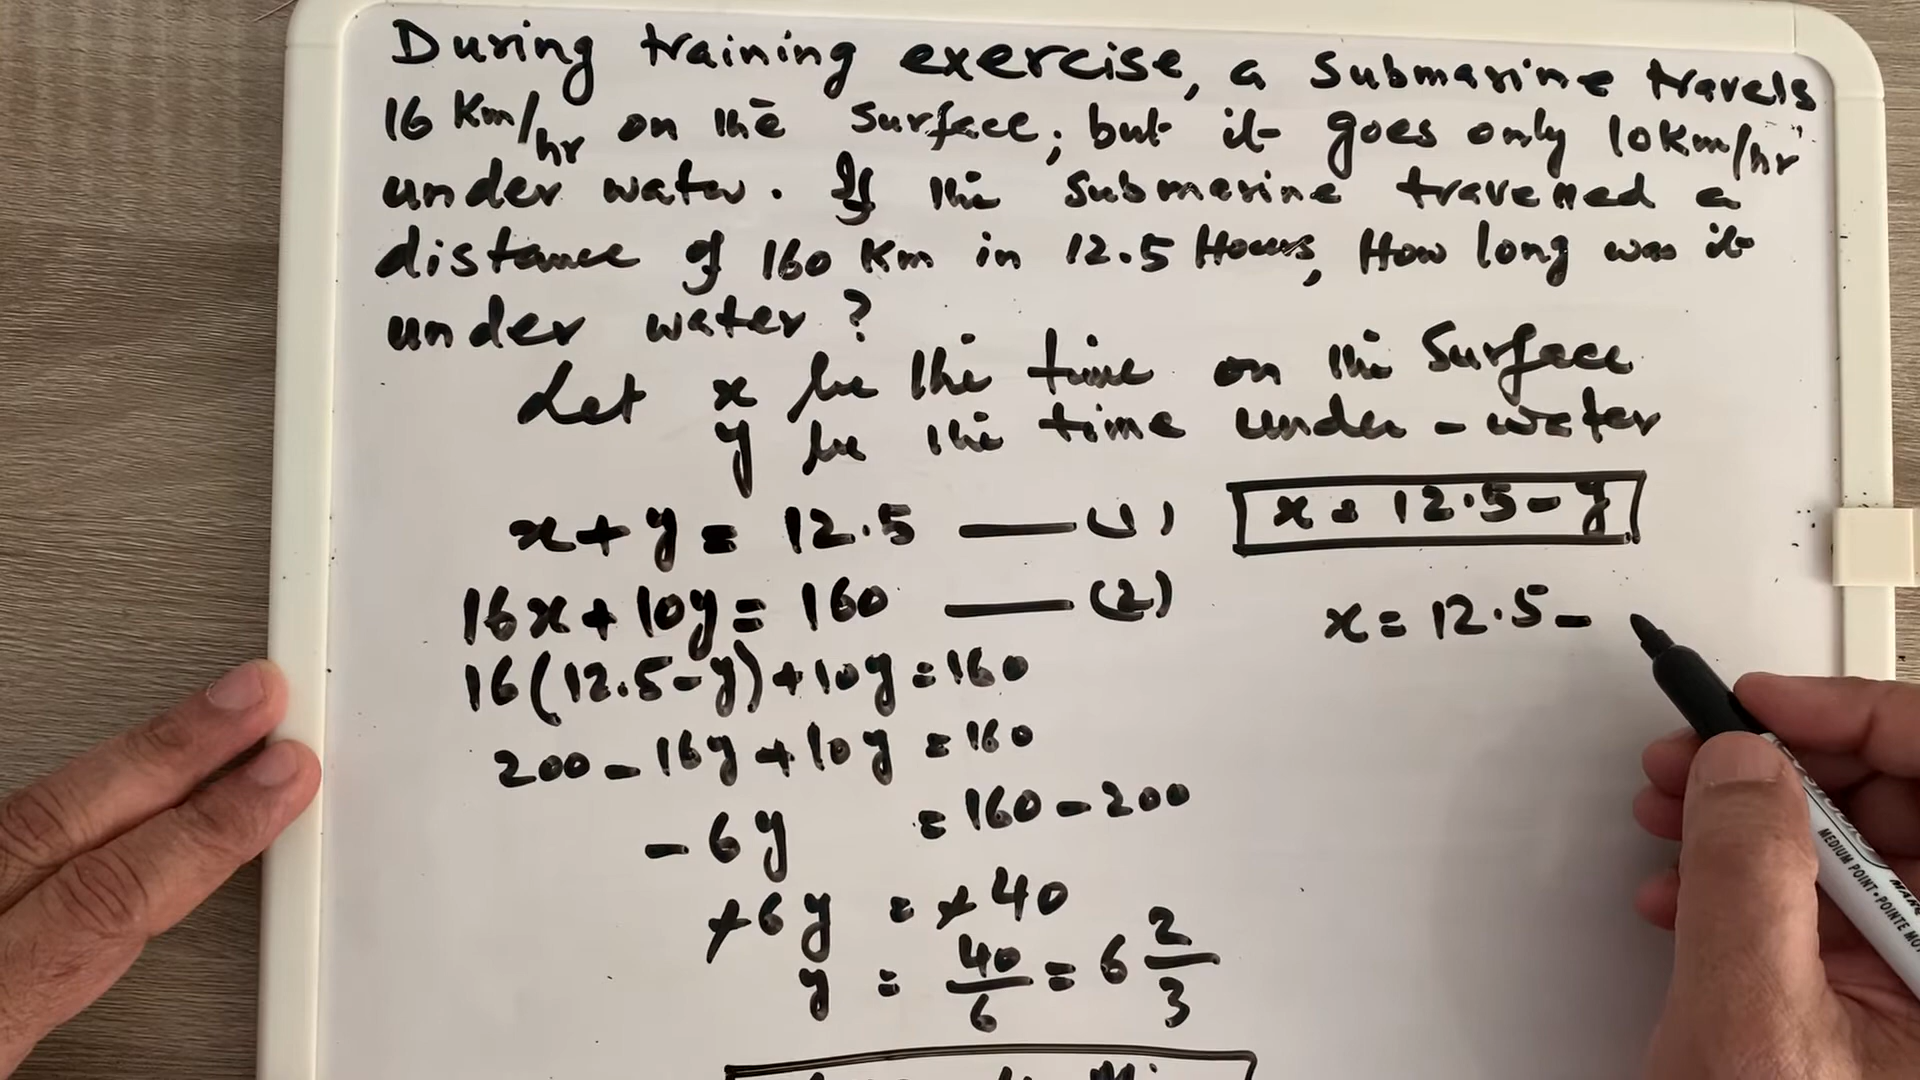 During training exercise, a submarine travels
16 Km/hr on the surface, but it goes only 10km/hr
under water. If the submarine travelled a
distance of 160 Km in 12.5 Hours, How long was it
under water?
Let x be the time on the surface
y be the time under-water
x + y = 12.5 —— (1)
x = 12.5 - y
16x + 10y = 160 —— (2)
x = 12.5 -
16(12.5-y) + 10y = 160
200 - 16y + 10y = 160
- 6y = 160 - 200
+6y = +40
y = 40/6 = 6 2/3
MEDIUM POINT • POINTE